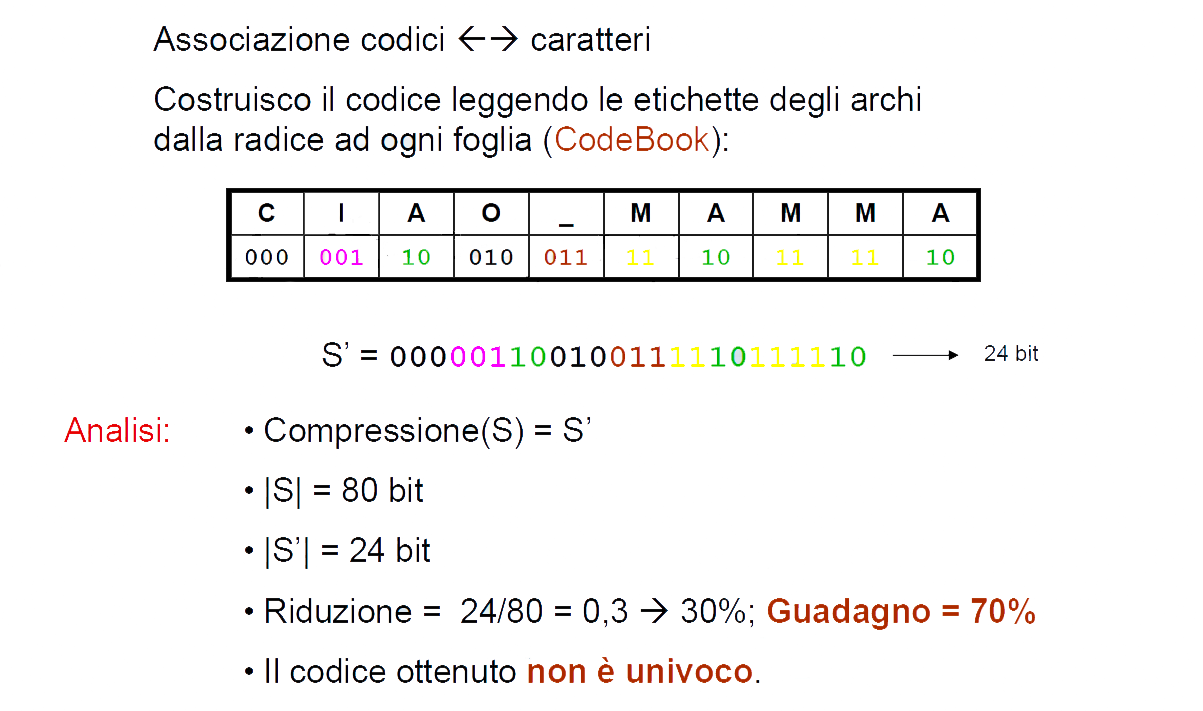 Associazione codici ←→ caratteri
Costruisco il codice leggendo le etichette degli archi
dalla radice ad ogni foglia (CodeBook):
C I A O _ M A M M A
000 001 10 010 011 11 10 11 11 10
S' = 000001100100111110111110 → 24 bit
Analisi: • Compressione(S) = S'
• |S| = 80 bit
• |S'| = 24 bit
• Riduzione = 24/80 = 0,3 → 30%; Guadagno = 70%
• Il codice ottenuto non è univoco.